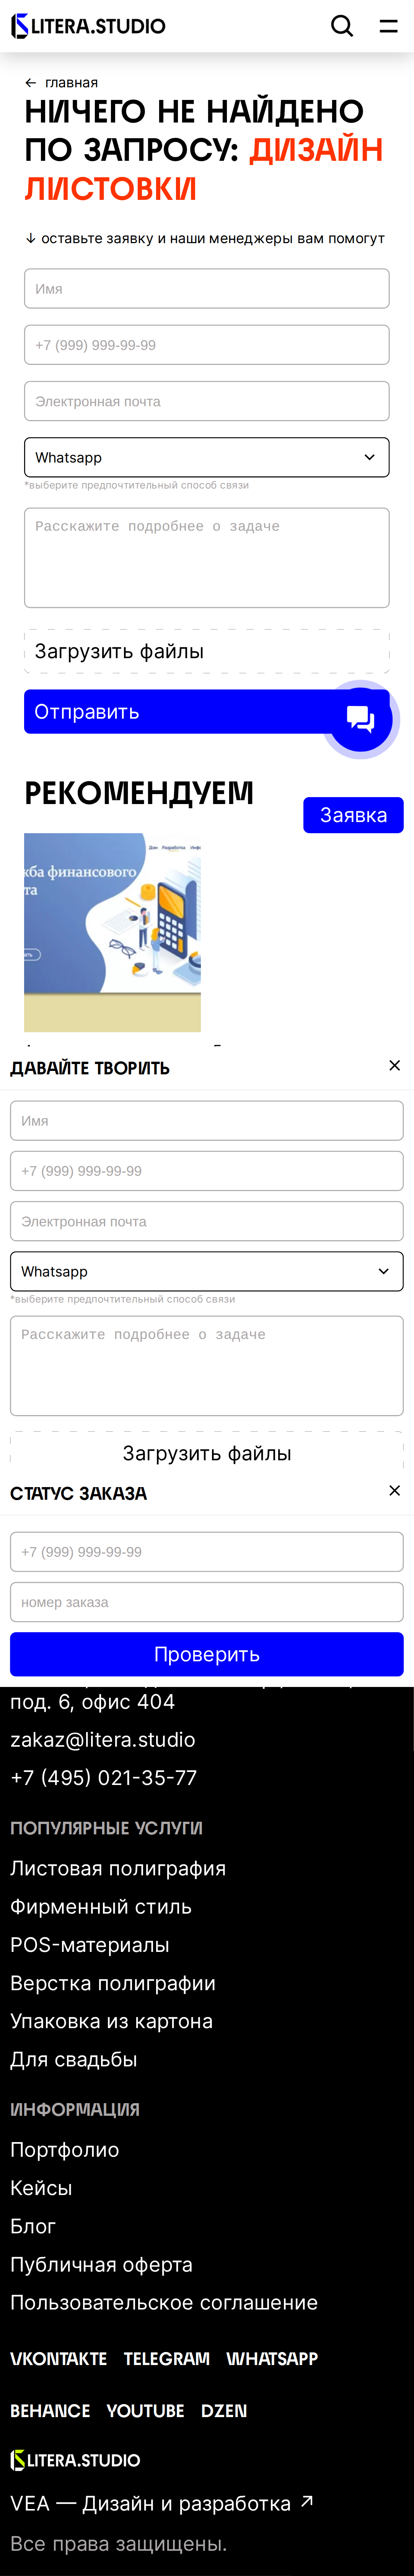 LITERA.STUDIO
← главная
НИЧЕГО НЕ НАЙДЕНО
ПО ЗАПРОСУ: ДИЗАЙН
ЛИСТОВКИ
↓ оставьте заявку и наши менеджеры вам помогут
Имя
+7 (999) 999-99-99
Электронная почта
Whatsapp
*выберите предпочтительный способ связи
Расскажите подробнее о задаче
Загрузить файлы
Отправить
РЕКОМЕНДУЕМ
Заявка
ба финансового
ДАВАЙТЕ ТВОРИТЬ
Имя
+7 (999) 999-99-99
Электронная почта
Whatsapp
*выберите предпочтительный способ связи
Расскажите подробнее о задаче
Загрузить файлы
СТАТУС ЗАКАЗА
+7 (999) 999-99-99
номер заказа
Проверить
под. 6, офис 404
zakaz@litera.studio
+7 (495) 021-35-77
ПОПУЛЯРНЫЕ УСЛУГИ
Листовая полиграфия
Фирменный стиль
POS-материалы
Верстка полиграфии
Упаковка из картона
Для свадьбы
ИНФОРМАЦИЯ
Портфолио
Кейсы
Блог
Публичная оферта
Пользовательское соглашение
VKONTAKTE TELEGRAM WHATSAPP
BEHANCE YOUTUBE DZEN
LITERA.STUDIO
VEA — Дизайн и разработка ↗
Все права защищены.